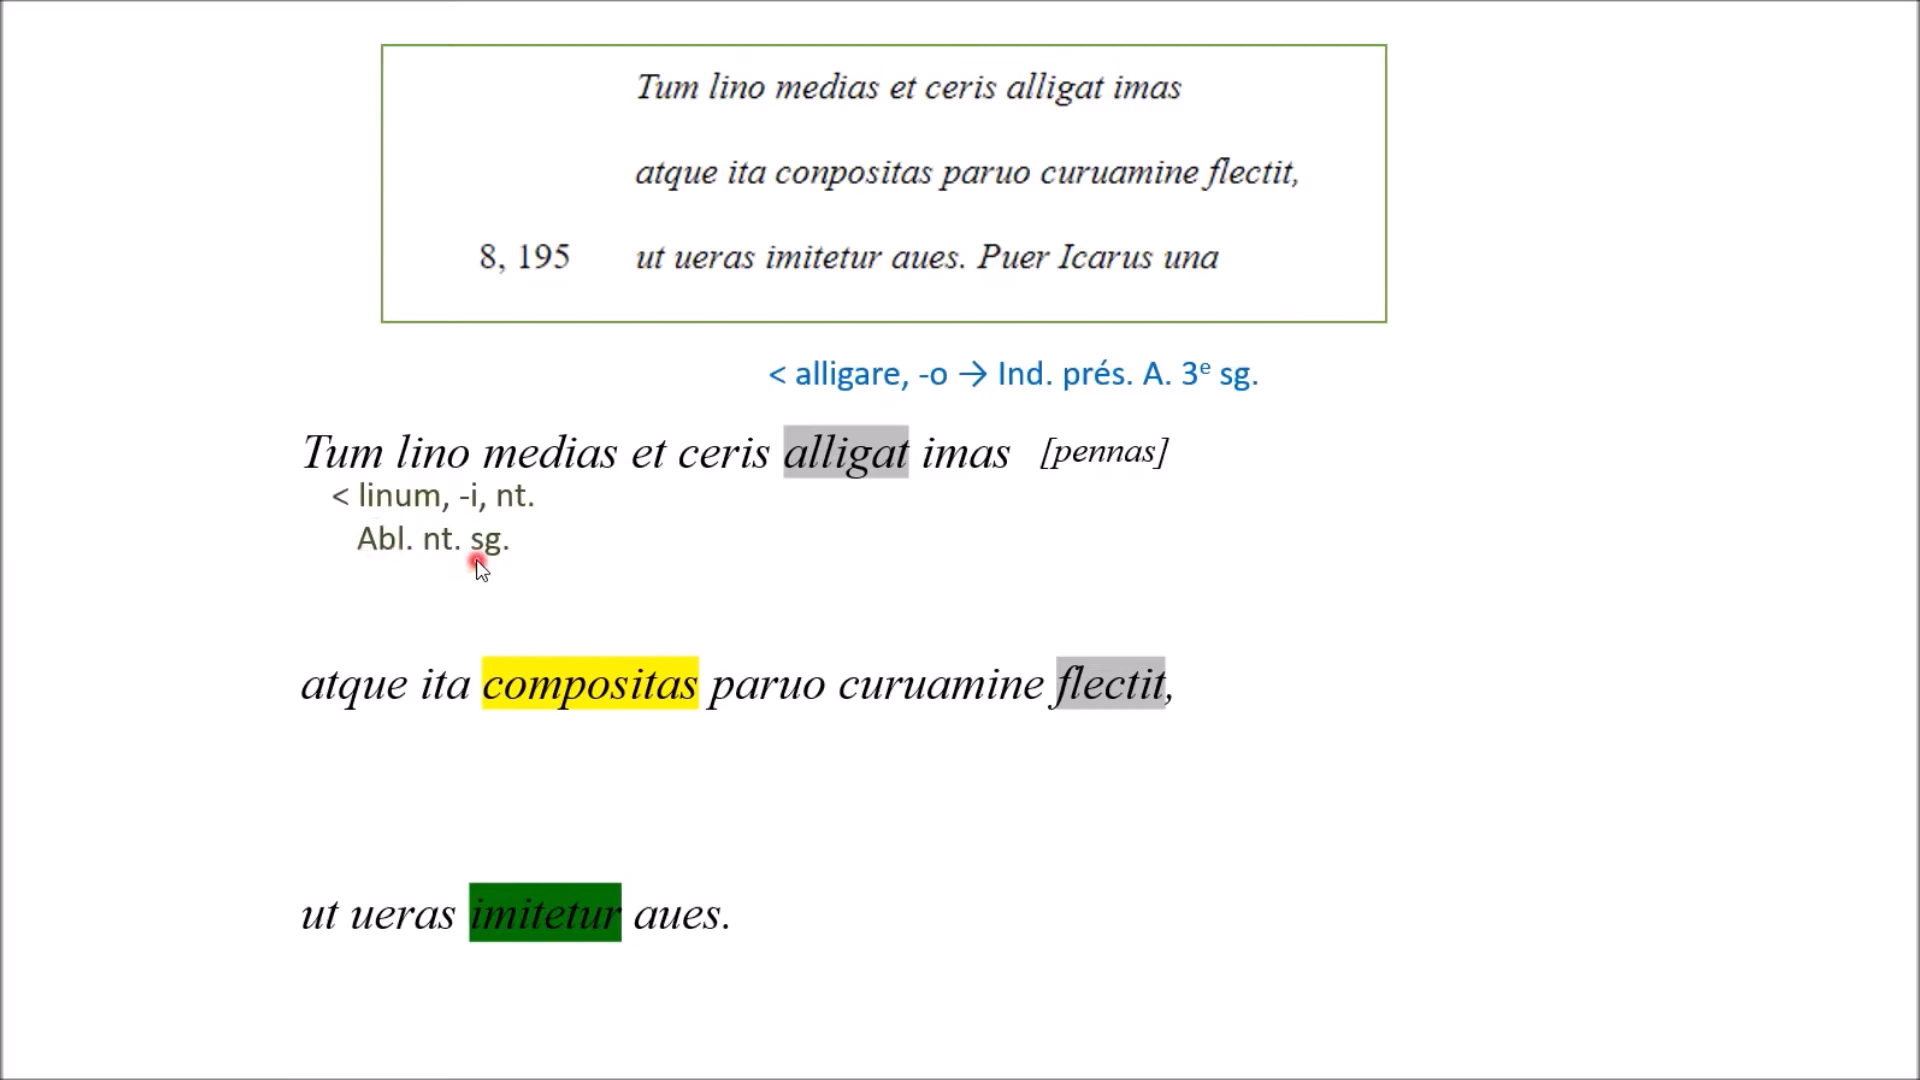 Tum lino medias et ceris alligat imas
atque ita conpositas paruo curuamine flectit,
8, 195 ut ueras imitetur aues. Puer Icarus una
< alligare, -o → Ind. prés. A. 3ᵉ sg.
Tum lino medias et ceris alligat imas [pennas]
< linum, -i, nt.
Abl. nt. sg.
atque ita compositas paruo curuamine flectit,
ut ueras imitetur aues.